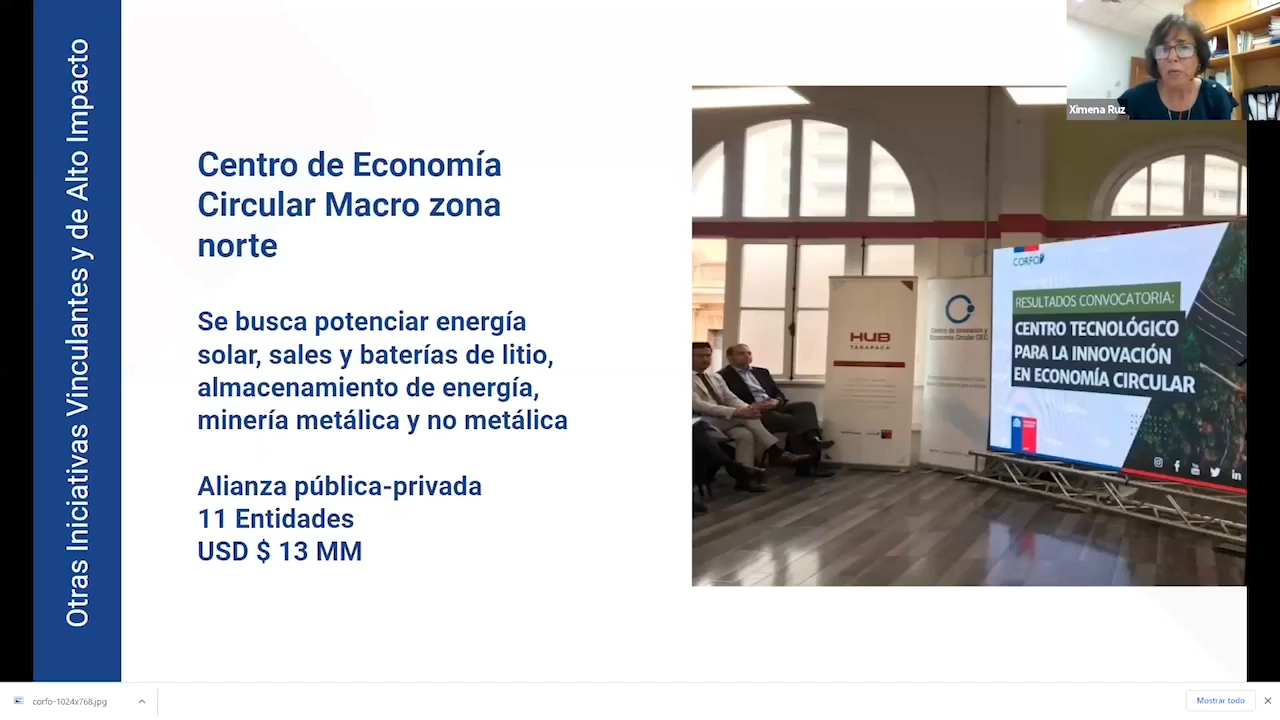 Otras Iniciativas Vinculantes y de Alto Impacto
Centro de Economía
Circular Macro zona
norte
Se busca potenciar energía
solar, sales y baterías de litio,
almacenamiento de energía,
minería metálica y no metálica
Alianza pública-privada
11 Entidades
USD $ 13 MM
Ximena Ruz
CORFO
RESULTADOS CONVOCATORIA:
CENTRO TECNOLÓGICO
PARA LA INNOVACIÓN
EN ECONOMÍA CIRCULAR
HUB
TARAPACÁ
Centro de Innovación y
Economía Circular CIEC
corfo-1024x768.jpg
Mostrar todo